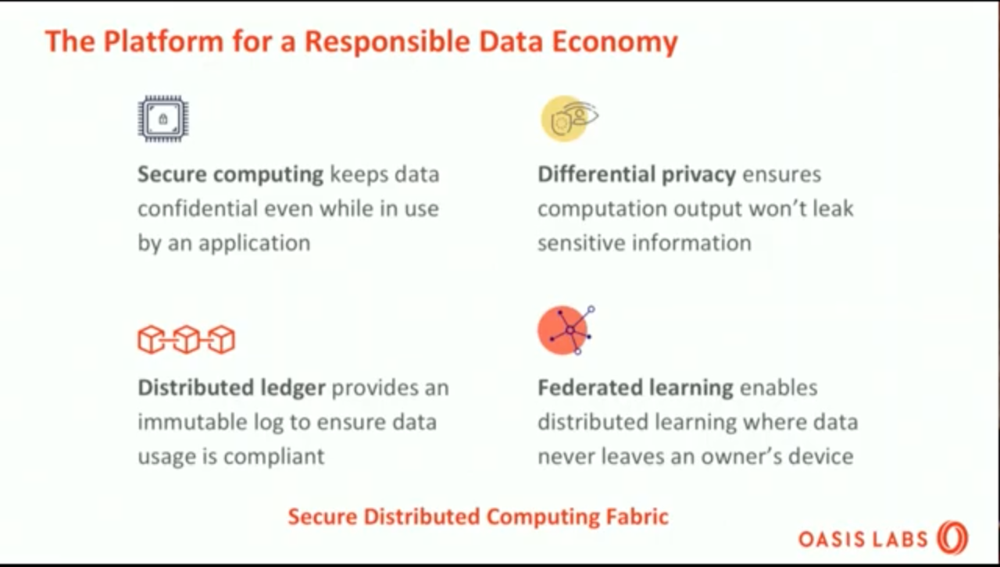 The Platform for a Responsible Data Economy
Secure computing keeps data
confidential even while in use
by an application
Differential privacy ensures
computation output won't leak
sensitive information
Distributed ledger provides an
immutable log to ensure data
usage is compliant
Federated learning enables
distributed learning where data
never leaves an owner's device
Secure Distributed Computing Fabric
OASIS LABS